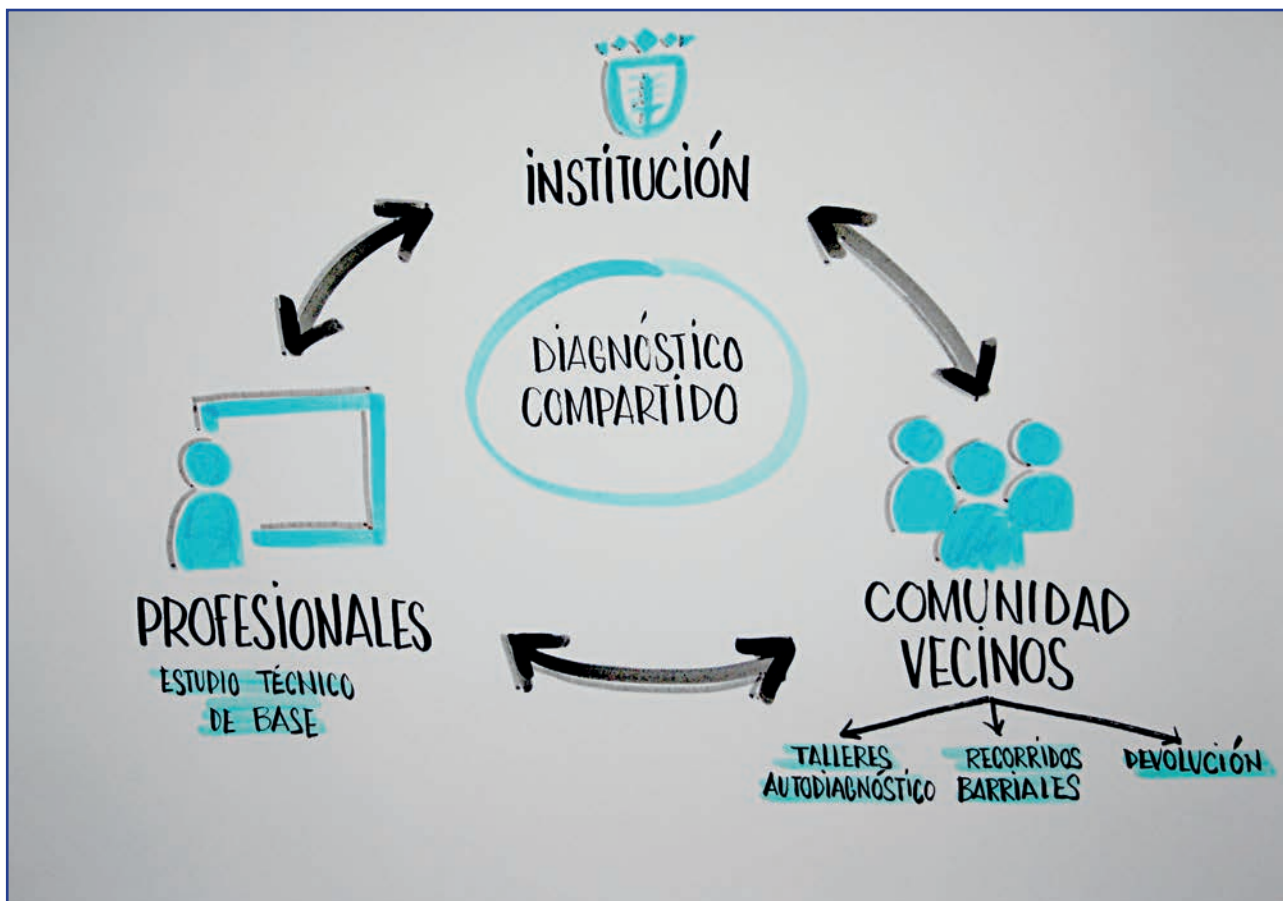 INSTITUCIÓN
DIAGNÓSTICO
COMPARTIDO
PROFESIONALES
ESTUDIO TÉCNICO
DE BASE
COMUNIDAD
VECINOS
TALLERES
AUTODIAGNÓSTICO
RECORRIDOS
BARRIALES
DEVOLUCIÓN